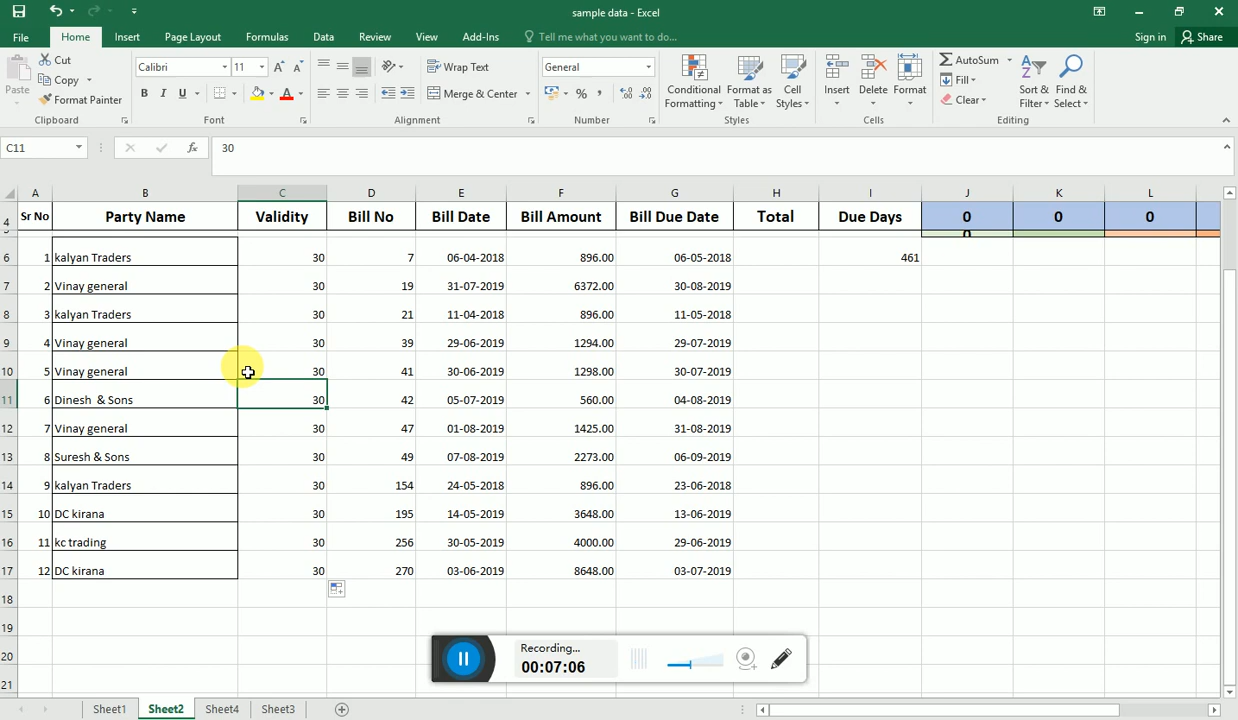 sample data - Excel
File Home Insert Page Layout Formulas Data Review View Add-Ins Tell me what you want to do... Sign in Share
Paste Cut Copy Format Painter Clipboard
Calibri 11 B I U A Font
Wrap Text Merge & Center Alignment
General % , Number
Conditional Formatting Format as Table Cell Styles Styles
Insert Delete Format Cells
AutoSum Fill Clear Sort & Filter Find & Select Editing
C11 fx 30
A B C D E F G H I J K L
4 Sr No Party Name Validity Bill No Bill Date Bill Amount Bill Due Date Total Due Days 0 0 0
6 1 kalyan Traders 30 7 06-04-2018 896.00 06-05-2018 461
7 2 Vinay general 30 19 31-07-2019 6372.00 30-08-2019
8 3 kalyan Traders 30 21 11-04-2018 896.00 11-05-2018
9 4 Vinay general 30 39 29-06-2019 1294.00 29-07-2019
10 5 Vinay general 30 41 30-06-2019 1298.00 30-07-2019
11 6 Dinesh & Sons 30 42 05-07-2019 560.00 04-08-2019
12 7 Vinay general 30 47 01-08-2019 1425.00 31-08-2019
13 8 Suresh & Sons 30 49 07-08-2019 2273.00 06-09-2019
14 9 kalyan Traders 30 154 24-05-2018 896.00 23-06-2018
15 10 DC kirana 30 195 14-05-2019 3648.00 13-06-2019
16 11 kc trading 30 256 30-05-2019 4000.00 29-06-2019
17 12 DC kirana 30 270 03-06-2019 8648.00 03-07-2019
18
19
20
21
Recording...
00:07:06
Sheet1 Sheet2 Sheet4 Sheet3